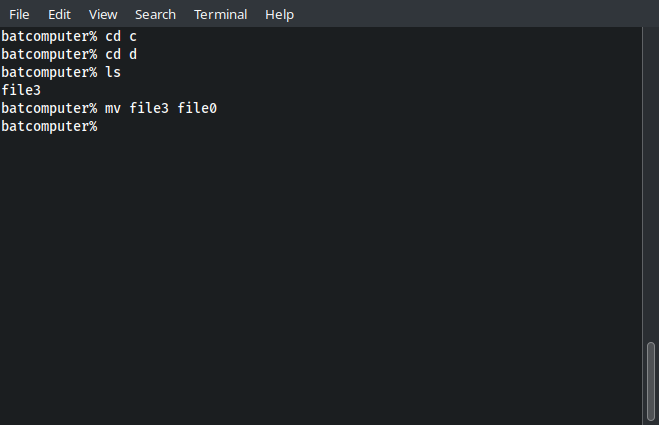 File Edit View Search Terminal Help
batcomputer% cd c
batcomputer% cd d
batcomputer% ls
file3
batcomputer% mv file3 file0
batcomputer%